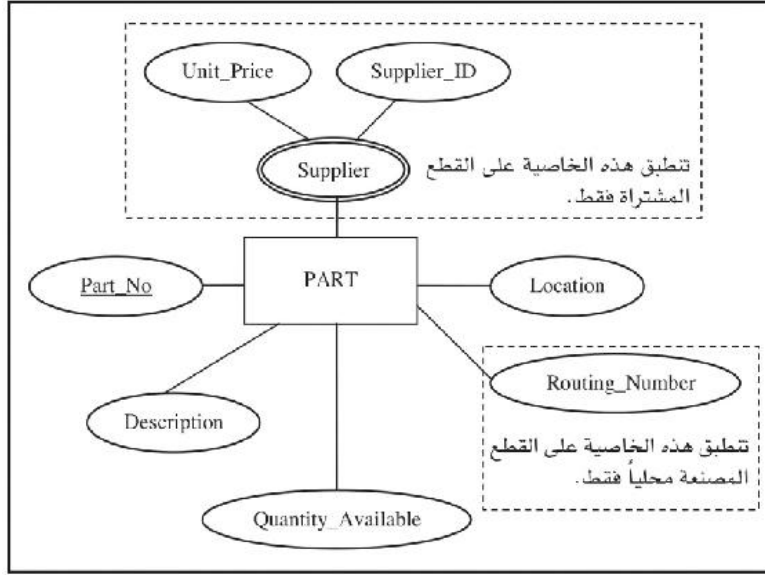 Unit_Price
Supplier_ID
Supplier
تنطبق هذه الخاصية على القطع
المشتراة فقط.
Part_No
PART
Location
Routing_Number
Description
تنطبق هذه الخاصية على القطع
المصنعة محلياً فقط.
Quantity_Available